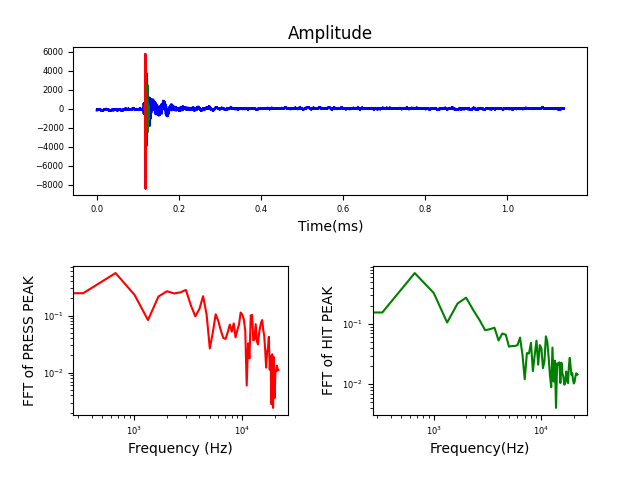 Amplitude
6000
4000
2000
0
−2000
−4000
−6000
−8000
0.0 0.2 0.4 0.6 0.8 1.0
Time(ms)
FFT of PRESS PEAK
10⁻¹
10⁻²
10³ 10⁴
Frequency (Hz)
FFT of HIT PEAK
10⁻¹
10⁻²
10³ 10⁴
Frequency(Hz)